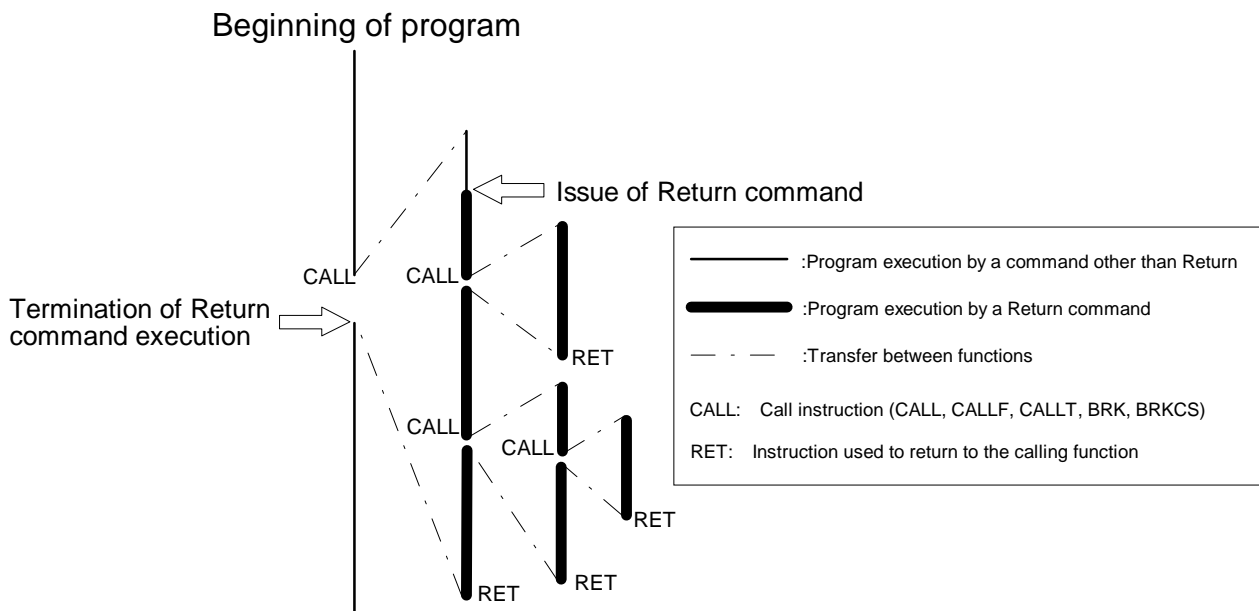 Beginning of program
Issue of Return command
CALL
CALL
Termination of Return
command execution
RET
CALL
CALL
RET
RET
RET
:Program execution by a command other than Return
:Program execution by a Return command
:Transfer between functions
CALL: Call instruction (CALL, CALLF, CALLT, BRK, BRKCS)
RET: Instruction used to return to the calling function